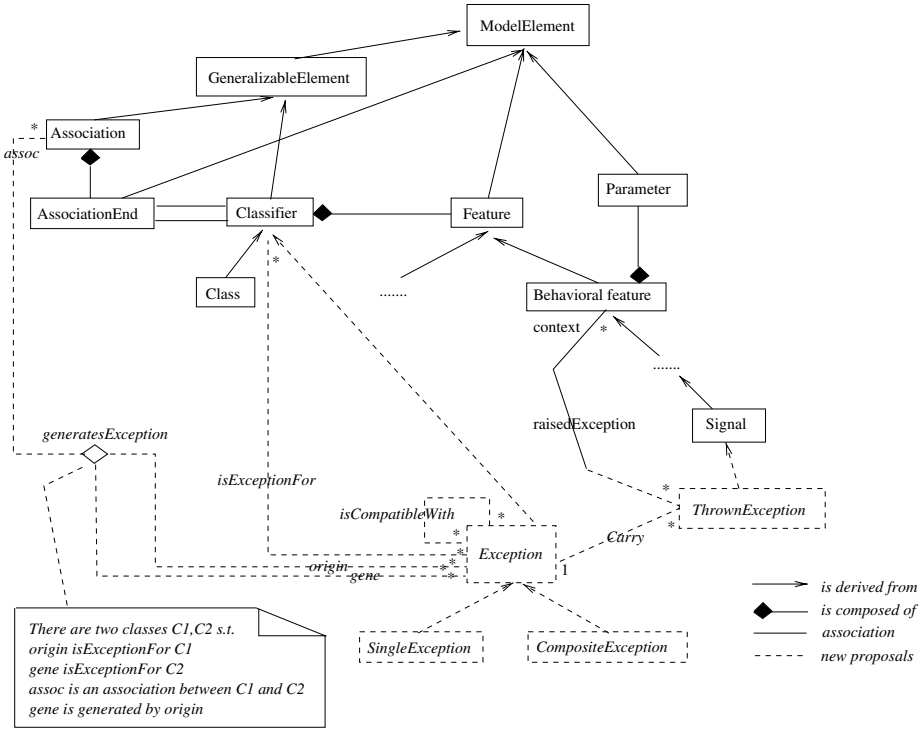 ModelElement
GeneralizableElement
*
Association
assoc
Parameter
AssociationEnd
Classifier
Feature
*
Class
.......
Behavioral feature
context
*
.......
raisedException
Signal
generatesException
isExceptionFor
isCompatibleWith
*
*
*
ThrownException
*
Carry
*
Exception
origin
*
*
gene
*
*
1
is derived from
is composed of
association
new proposals
SingleException
CompositeException
There are two classes C1,C2 s.t.
origin isExceptionFor C1
gene isExceptionFor C2
assoc is an association between C1 and C2
gene is generated by origin